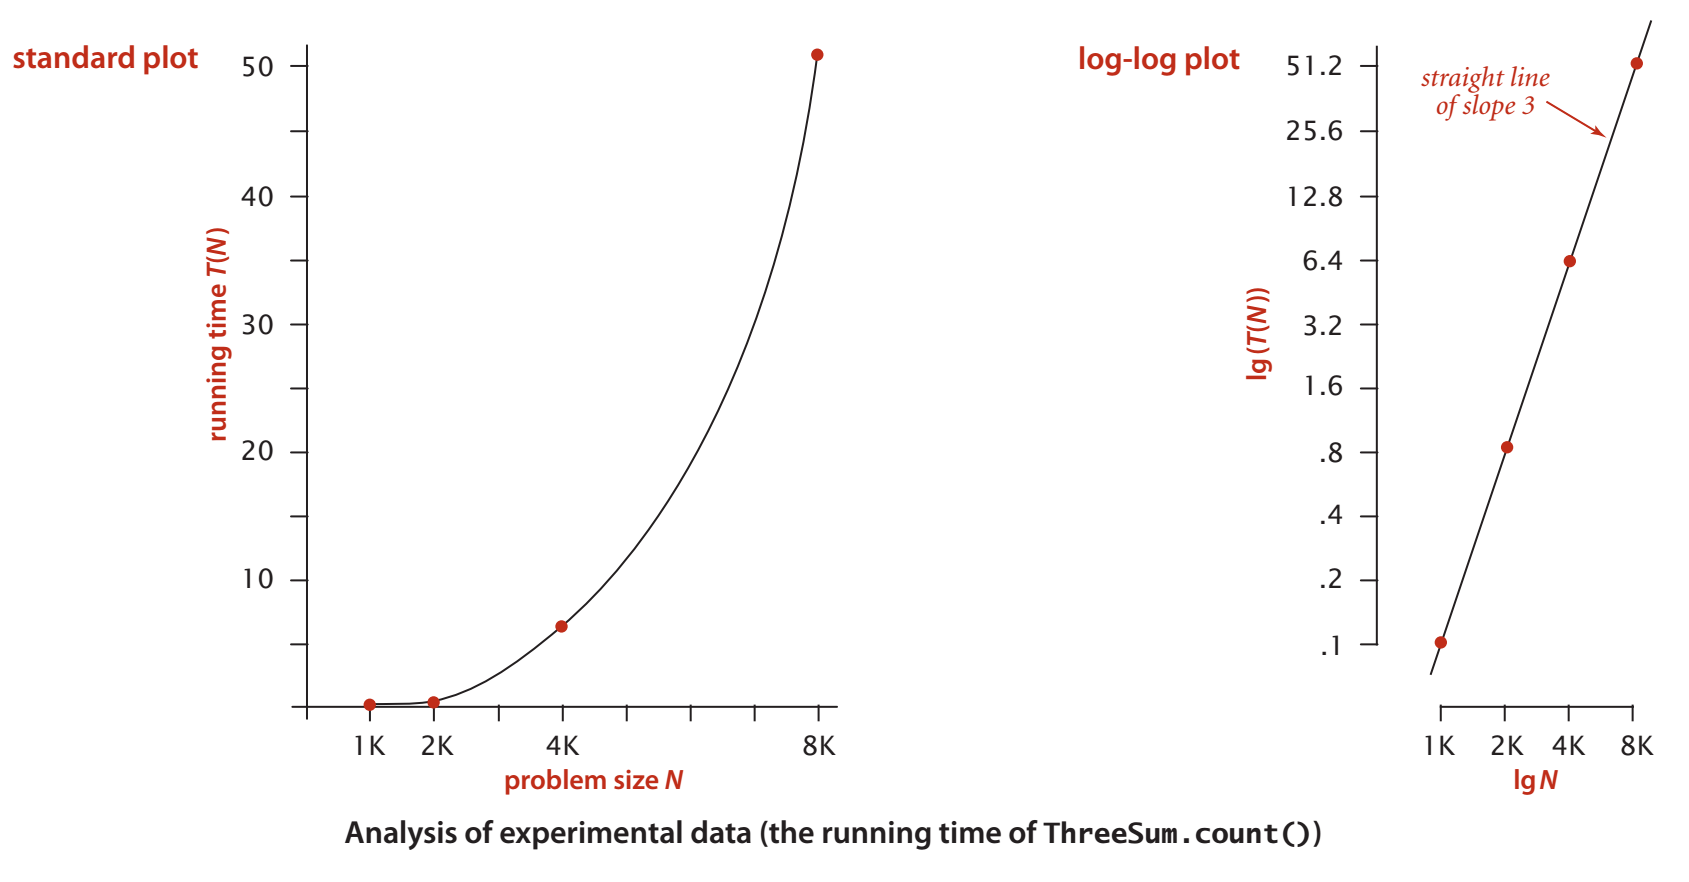 standard plot
50
40
30
20
10
running time T(N)
1K 2K 4K 8K
problem size N
log-log plot
straight line
of slope 3
51.2
25.6
12.8
6.4
3.2
1.6
.8
.4
.2
.1
lg (T(N))
1K 2K 4K 8K
lg N
Analysis of experimental data (the running time of ThreeSum.count())